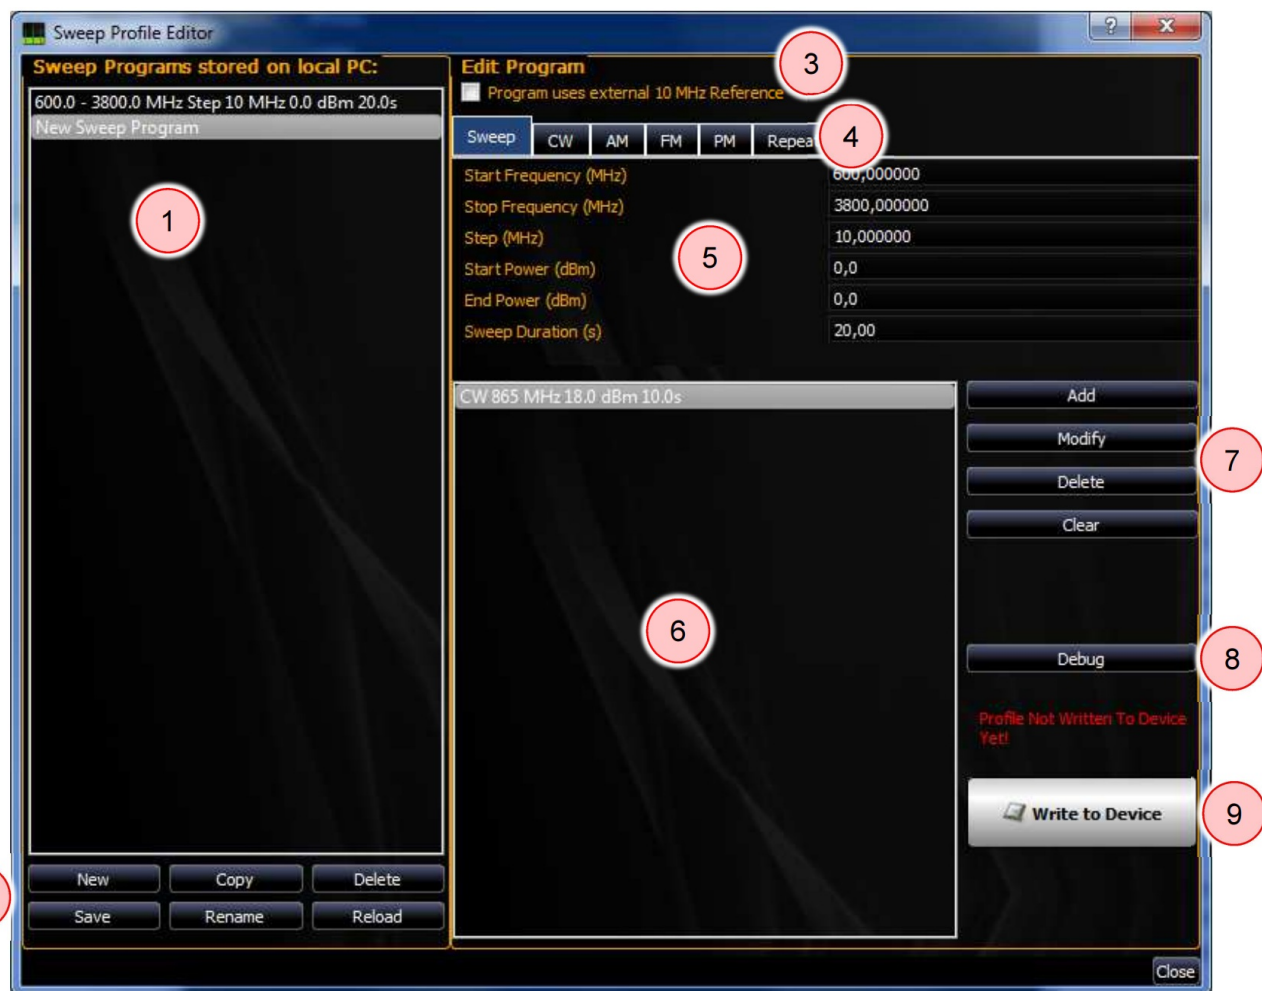 Sweep Profile Editor
?
X
Sweep Programs stored on local PC:
600.0 - 3800.0 MHz Step 10 MHz 0.0 dBm 20.0s
New Sweep Program
1
New Copy Delete
Save Rename Reload
Edit Program
3
Program uses external 10 MHz Reference
Sweep CW AM FM PM Repea
4
Start Frequency (MHz) 600,000000
Stop Frequency (MHz) 3800,000000
Step (MHz) 10,000000
5
Start Power (dBm) 0,0
End Power (dBm) 0,0
Sweep Duration (s) 20,00
CW 865 MHz 18.0 dBm 10.0s
6
Add
Modify
7
Delete
Clear
Debug
8
Profile Not Written To Device
Yet!
Write to Device
9
Close